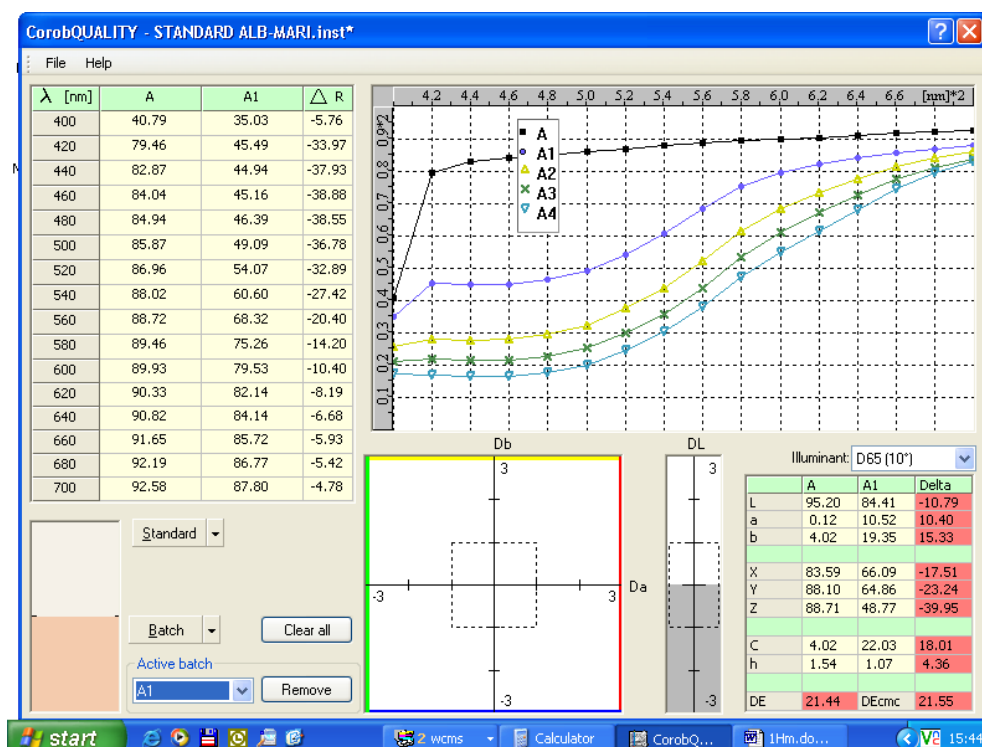 CorobQUALITY - STANDARD ALB-MARI.inst*
File Help
λ [nm] A A1 △ R
400 40.79 35.03 -5.76
420 79.46 45.49 -33.97
440 82.87 44.94 -37.93
460 84.04 45.16 -38.88
480 84.94 46.39 -38.55
500 85.87 49.09 -36.78
520 86.96 54.07 -32.89
540 88.02 60.60 -27.42
560 88.72 68.32 -20.40
580 89.46 75.26 -14.20
600 89.93 79.53 -10.40
620 90.33 82.14 -8.19
640 90.82 84.14 -6.68
660 91.65 85.72 -5.93
680 92.19 86.77 -5.42
700 92.58 87.80 -4.78
4.2 4.4 4.6 4.8 5.0 5.2 5.4 5.6 5.8 6.0 6.2 6.4 6.6 [nm]*2
0,9*2
0,8
0,7
0,6
0,5
0,4
0,3
0,2
0,1
A
A1
A2
A3
A4
Standard
Batch
Clear all
Active batch
A1
Remove
Db
3
-3 3
-3
Da
DL
3
-3
Illuminant: D65 (10°)
A A1 Delta
L 95.20 84.41 -10.79
a 0.12 10.52 10.40
b 4.02 19.35 15.33
X 83.59 66.09 -17.51
Y 88.10 64.86 -23.24
Z 88.71 48.77 -39.95
C 4.02 22.03 18.01
h 1.54 1.07 4.36
DE 21.44 DEcmc 21.55
start 2 wcms Calculator CorobQ... 1Hm.do... 15:44